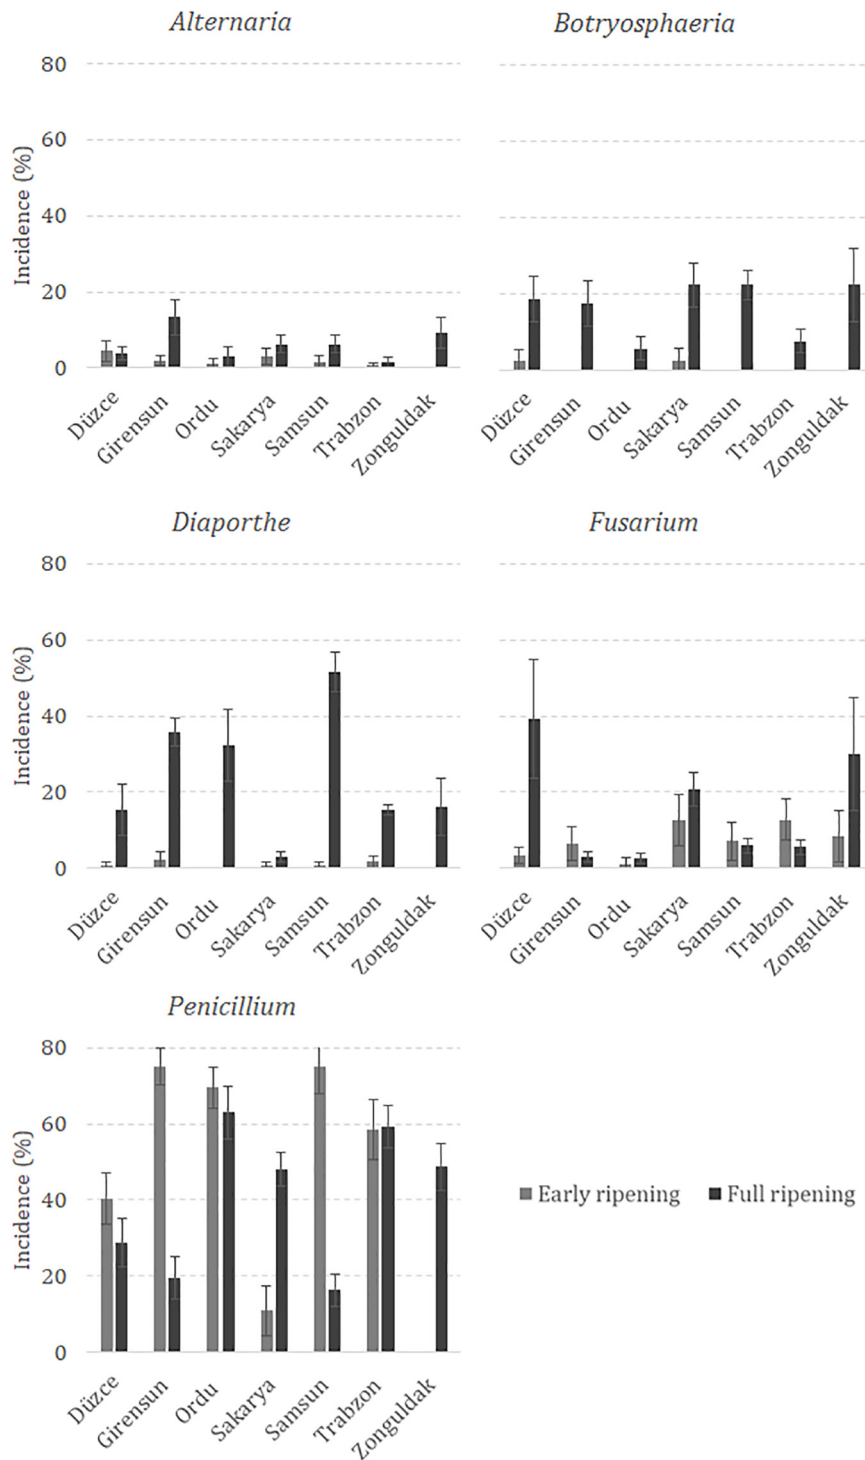 Alternaria
Botryosphaeria
Incidence (%)
80
60
40
20
0
Düzce
Girensun
Ordu
Sakarya
Samsun
Trabzon
Zonguldak
Düzce
Girensun
Ordu
Sakarya
Samsun
Trabzon
Zonguldak
Diaporthe
Fusarium
Incidence (%)
80
60
40
20
0
Düzce
Girensun
Ordu
Sakarya
Samsun
Trabzon
Zonguldak
Düzce
Girensun
Ordu
Sakarya
Samsun
Trabzon
Zonguldak
Penicillium
Incidence (%)
80
60
40
20
0
Düzce
Girensun
Ordu
Sakarya
Samsun
Trabzon
Zonguldak
Early ripening
Full ripening